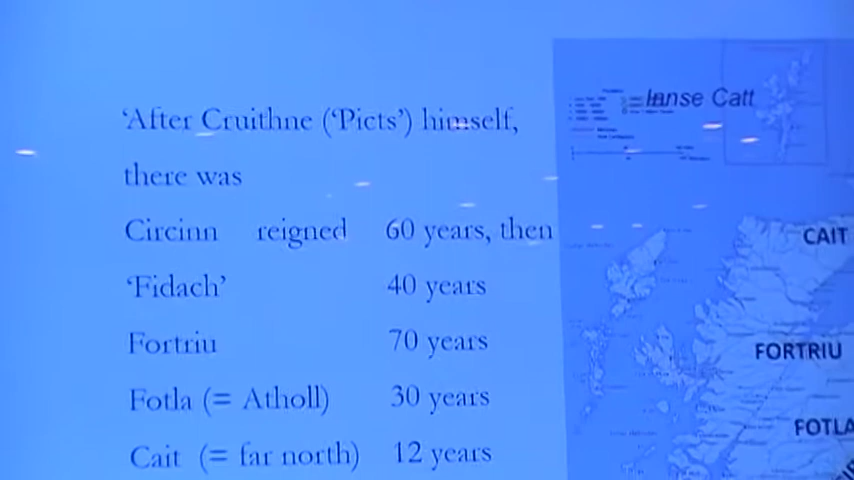 'After Cruithne ('Picts') himself,
there was
Circinn reigned 60 years, then
'Fidach' 40 years
Fortriu 70 years
Fotla (= Atholl) 30 years
Cait (= far north) 12 years
Innse Catt
CAIT
FORTRIU
FOTLA